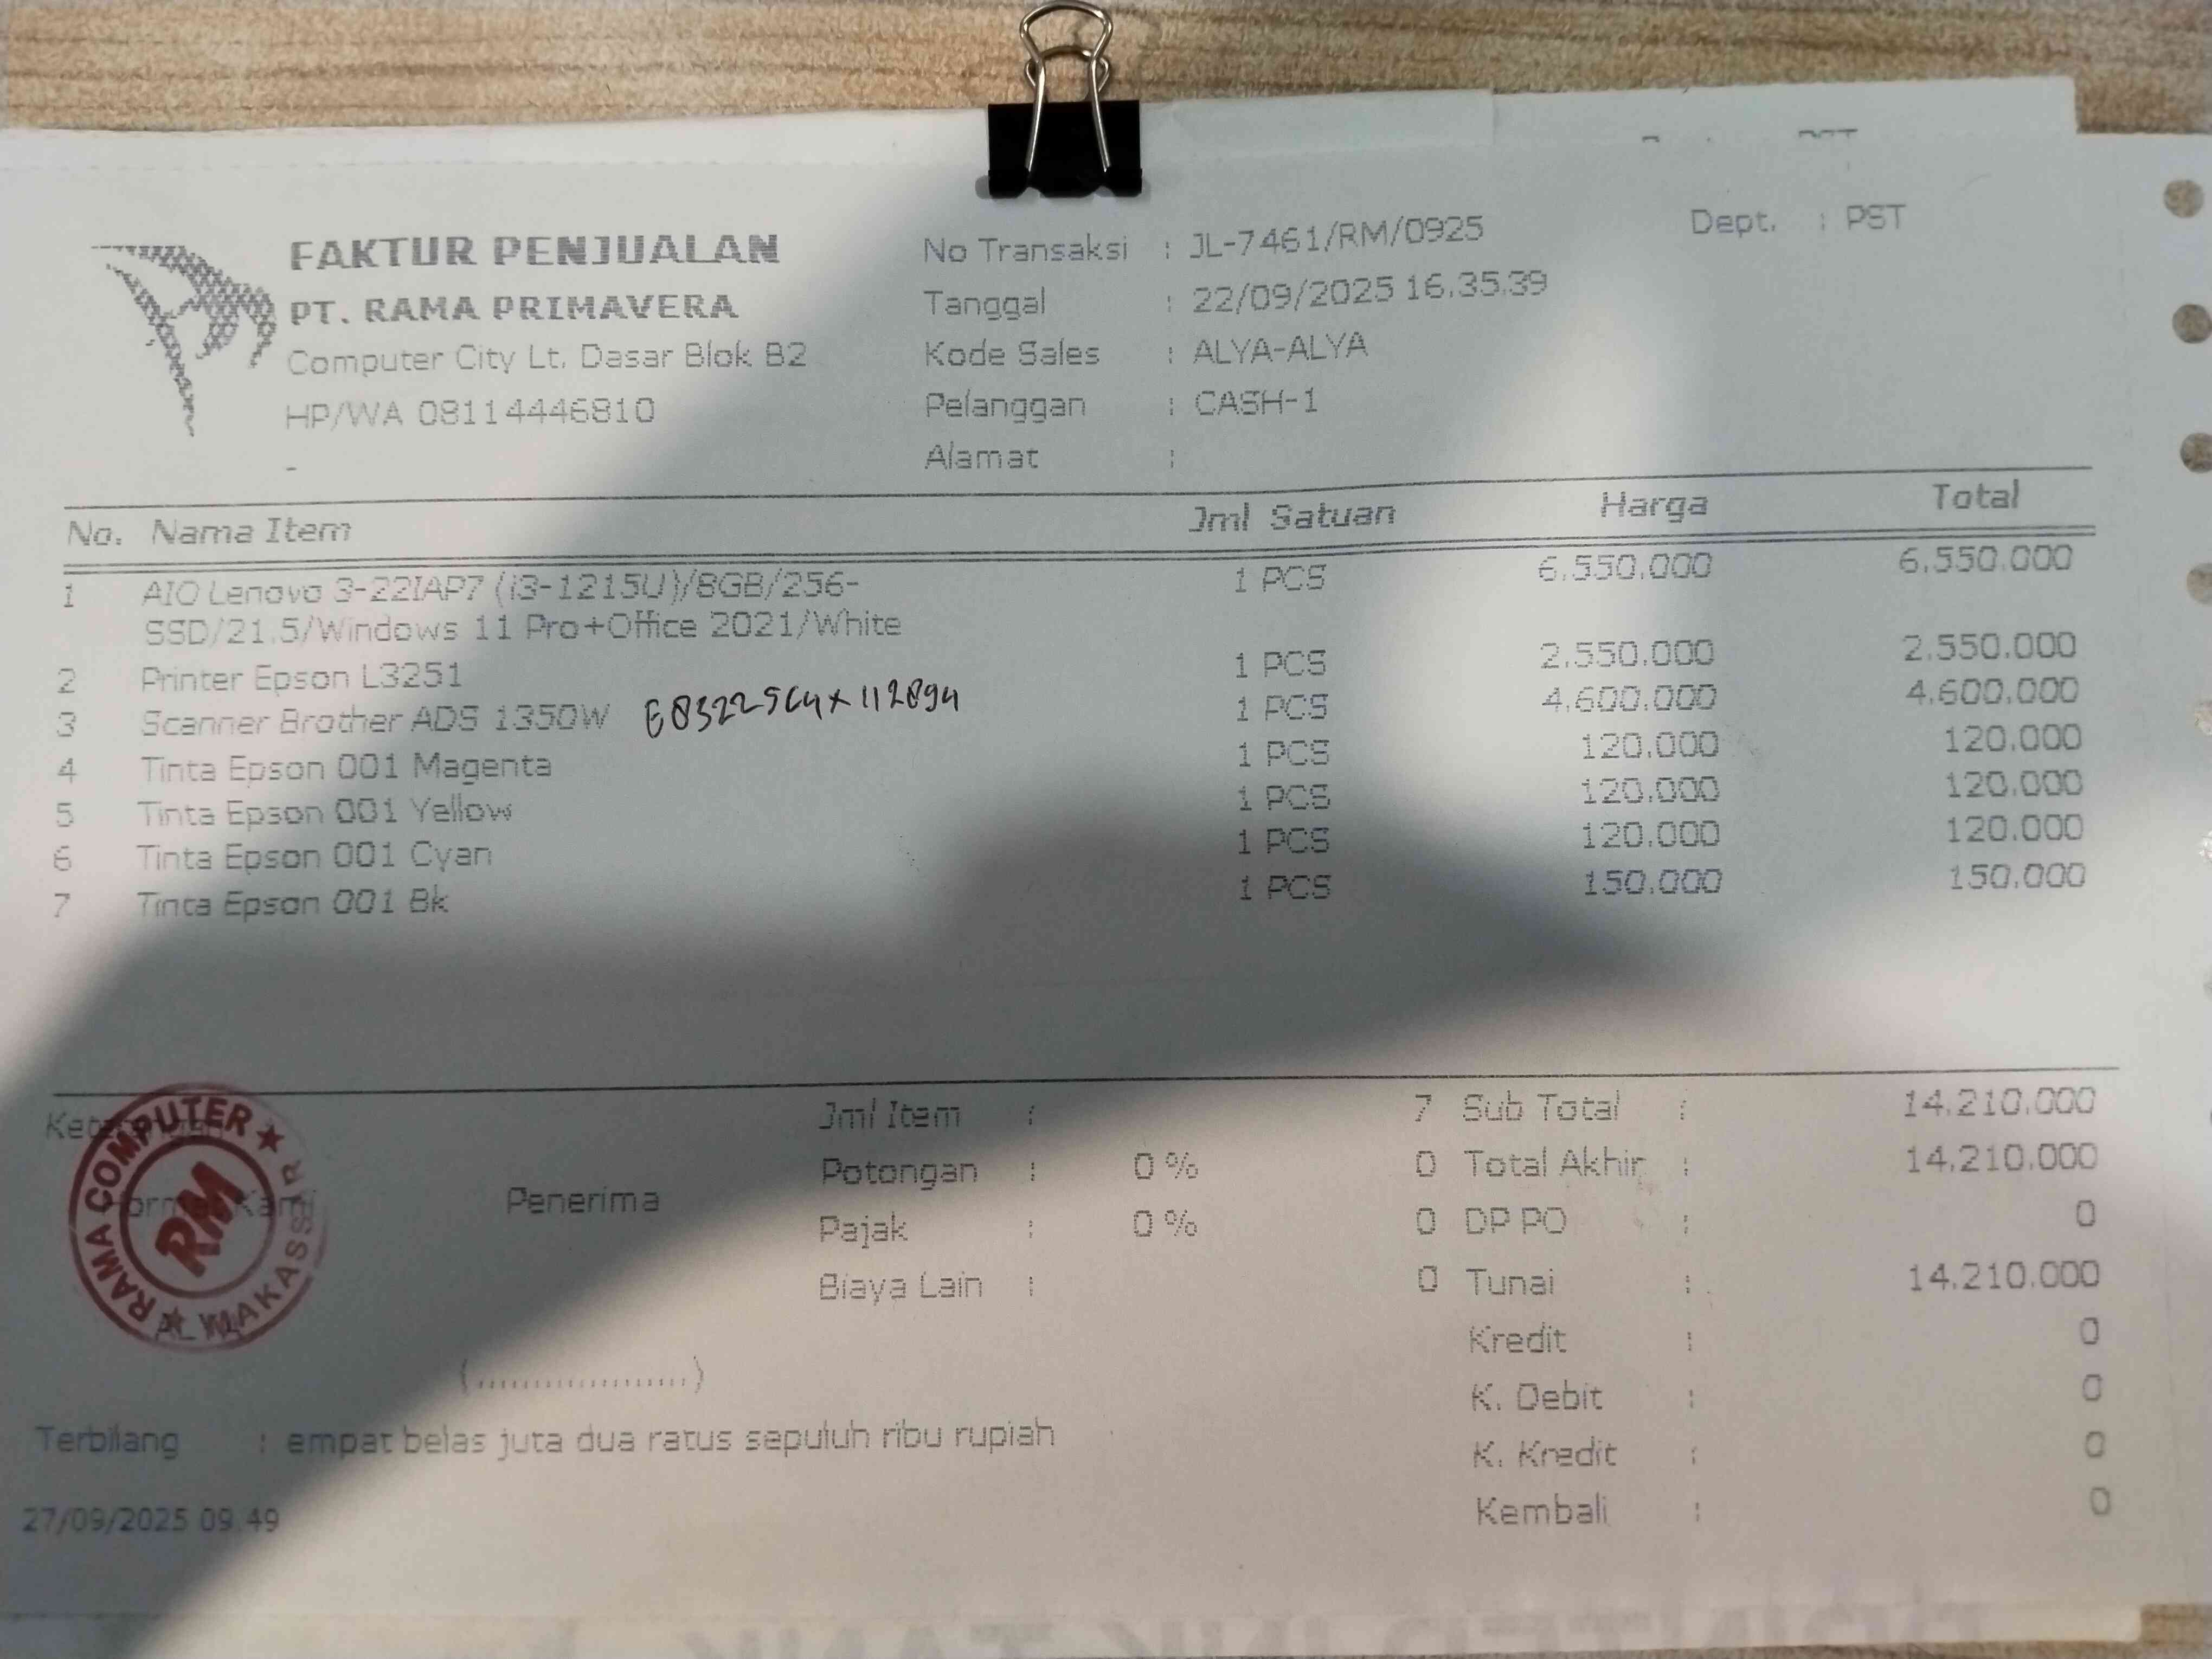 FAKTUR PENJUALAN
PT. RAMA PRIMAVERA
Computer City Lt. Dasar Blok B2
HP/WA 08114446810
-
No Transaksi : JL-7461/RM/0925
Tanggal : 22/09/2025 16.35.39
Kode Sales : ALYA-ALYA
Pelanggan : CASH-1
Alamat :
Dept. : PST
No. Nama Item Jml Satuan Harga Total
1 AIO Lenovo 3-22IAP7 (i3-1215U)/8GB/256- 1 PCS 6.550.000 6.550.000
SSD/21.5/Windows 11 Pro+Office 2021/White
2 Printer Epson L3251 1 PCS 2.550.000 2.550.000
3 Scanner Brother ADS 1350W 1 PCS 4.600.000 4.600.000
4 Tinta Epson 001 Magenta 1 PCS 120.000 120.000
5 Tinta Epson 001 Yellow 1 PCS 120.000 120.000
6 Tinta Epson 001 Cyan 1 PCS 120.000 120.000
7 Tinta Epson 001 Bk 1 PCS 150.000 150.000
Jml Item : 7 Sub Total : 14.210.000
Potongan : 0 % 0 Total Akhir : 14.210.000
Pajak : 0 % 0 DP PO : 0
Biaya Lain : 0 Tunai : 14.210.000
Kredit : 0
K. Debit : 0
K. Kredit : 0
Kembali : 0
Hormat Kami Penerima
RAMA COMPUTER
RM
MAKASSAR
(...................)
Terbilang : empat belas juta dua ratus sepuluh ribu rupiah
27/09/2025 09.49